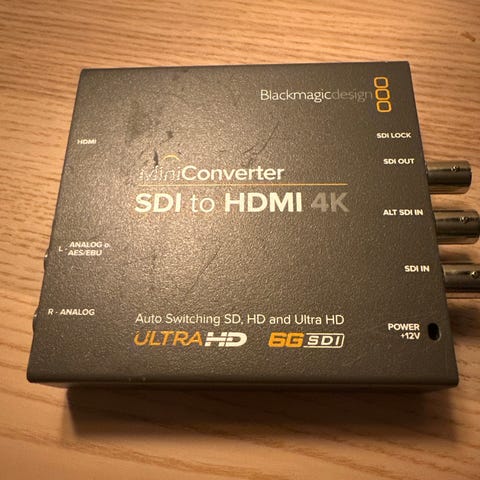 Blackmagicdesign
HDMI
SDI LOCK
SDI OUT
MiniConverter
SDI to HDMI 4K
ALT SDI IN
L - ANALOG o
AES/EBU
SDI IN
R - ANALOG
Auto Switching SD, HD and Ultra HD
ULTRA HD 6G SDI
POWER
+12V